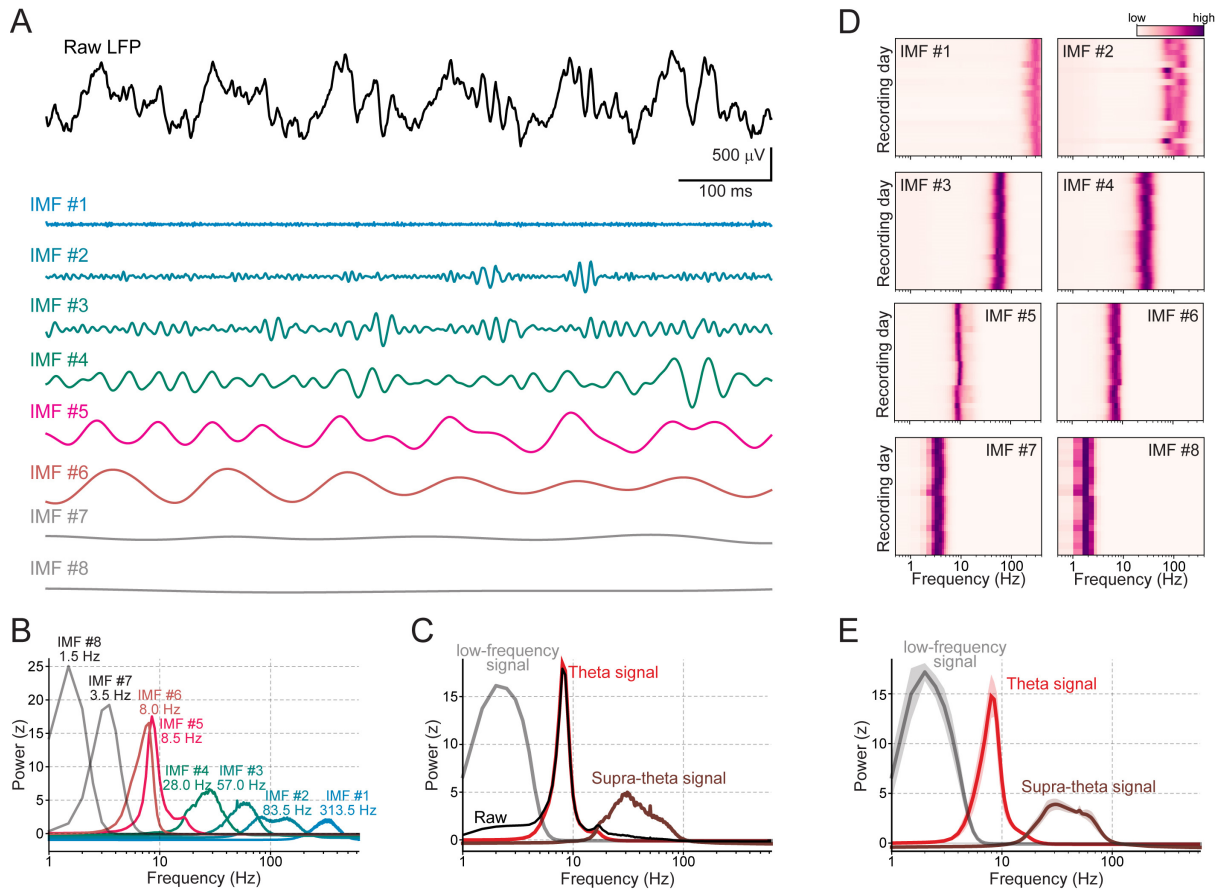 A
Raw LFP
500 μV
100 ms
IMF #1
IMF #2
IMF #3
IMF #4
IMF #5
IMF #6
IMF #7
IMF #8
B
IMF #8
1.5 Hz
IMF #7
3.5 Hz
IMF #6
8.0 Hz
IMF #5
8.5 Hz
IMF #4
28.0 Hz
IMF #3
57.0 Hz
IMF #2
83.5 Hz
IMF #1
313.5 Hz
Power (z)
25
20
15
10
5
0
1
10
100
Frequency (Hz)
C
low-frequency
signal
Theta signal
Supra-theta signal
Raw
Power (z)
15
10
5
0
1
10
100
Frequency (Hz)
D
low
high
Recording day
IMF #1
Recording day
IMF #2
Recording day
IMF #3
IMF #4
Recording day
IMF #5
IMF #6
Recording day
IMF #7
IMF #8
1
10
100
Frequency (Hz)
1
10
100
Frequency (Hz)
E
low-frequency
signal
Theta signal
Supra-theta signal
Power (z)
15
10
5
0
1
10
100
Frequency (Hz)